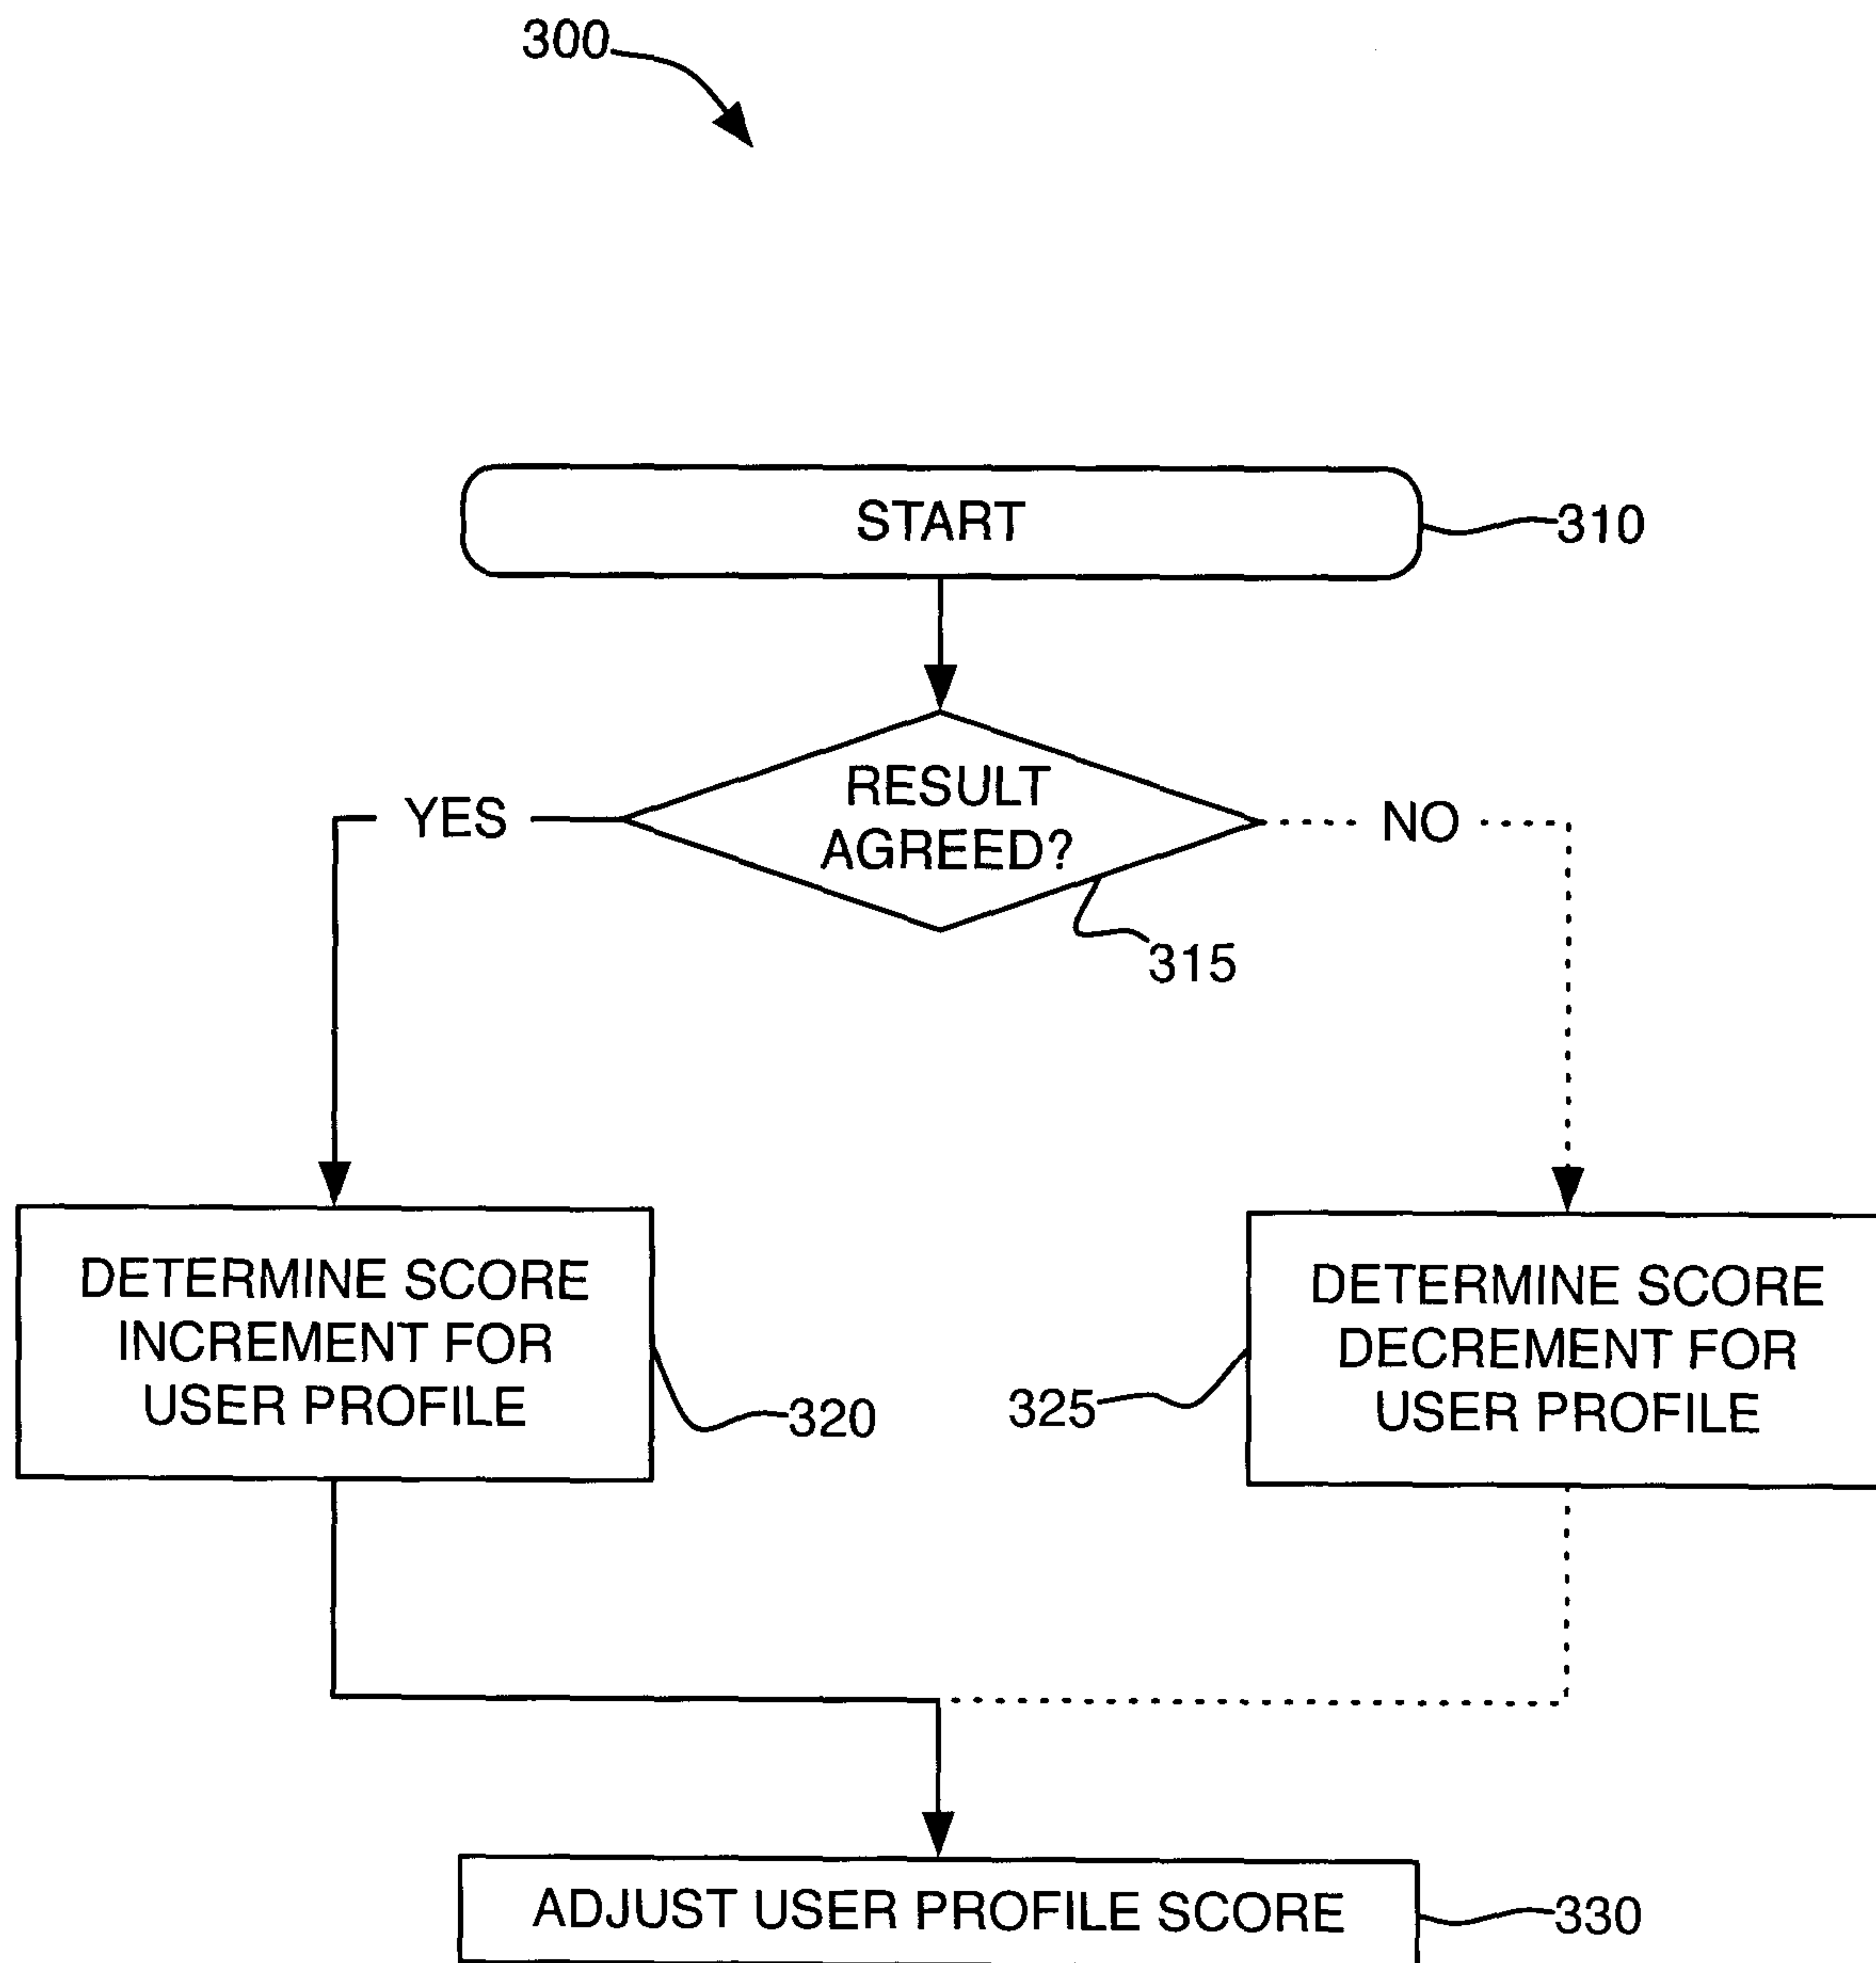 300
START
310
RESULT
AGREED?
YES
NO
315
DETERMINE SCORE
INCREMENT FOR
USER PROFILE
320
325
DETERMINE SCORE
DECREMENT FOR
USER PROFILE
ADJUST USER PROFILE SCORE
330